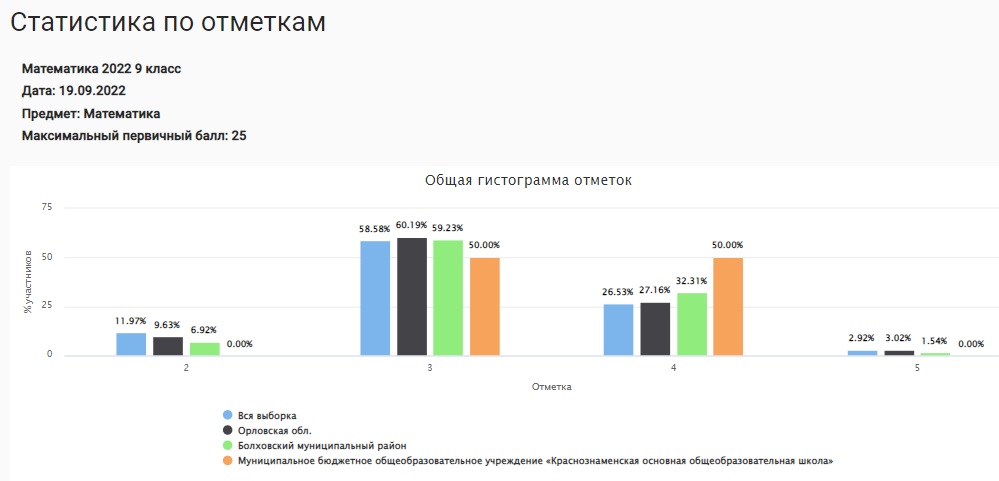 Статистика по отметкам
Математика 2022 9 класс
Дата: 19.09.2022
Предмет: Математика
Максимальный первичный балл: 25
Общая гистограмма отметок
% участников
75
50
25
0
11.97%
9.63%
6.92%
0.00%
58.58%
60.19%
59.23%
50.00%
26.53%
27.16%
32.31%
50.00%
2.92%
3.02%
1.54%
0.00%
2
3
4
5
Отметка
Вся выборка
Орловская обл.
Болховский муниципальный район
Муниципальное бюджетное общеобразовательное учреждение «Краснознаменская основная общеобразовательная школа»